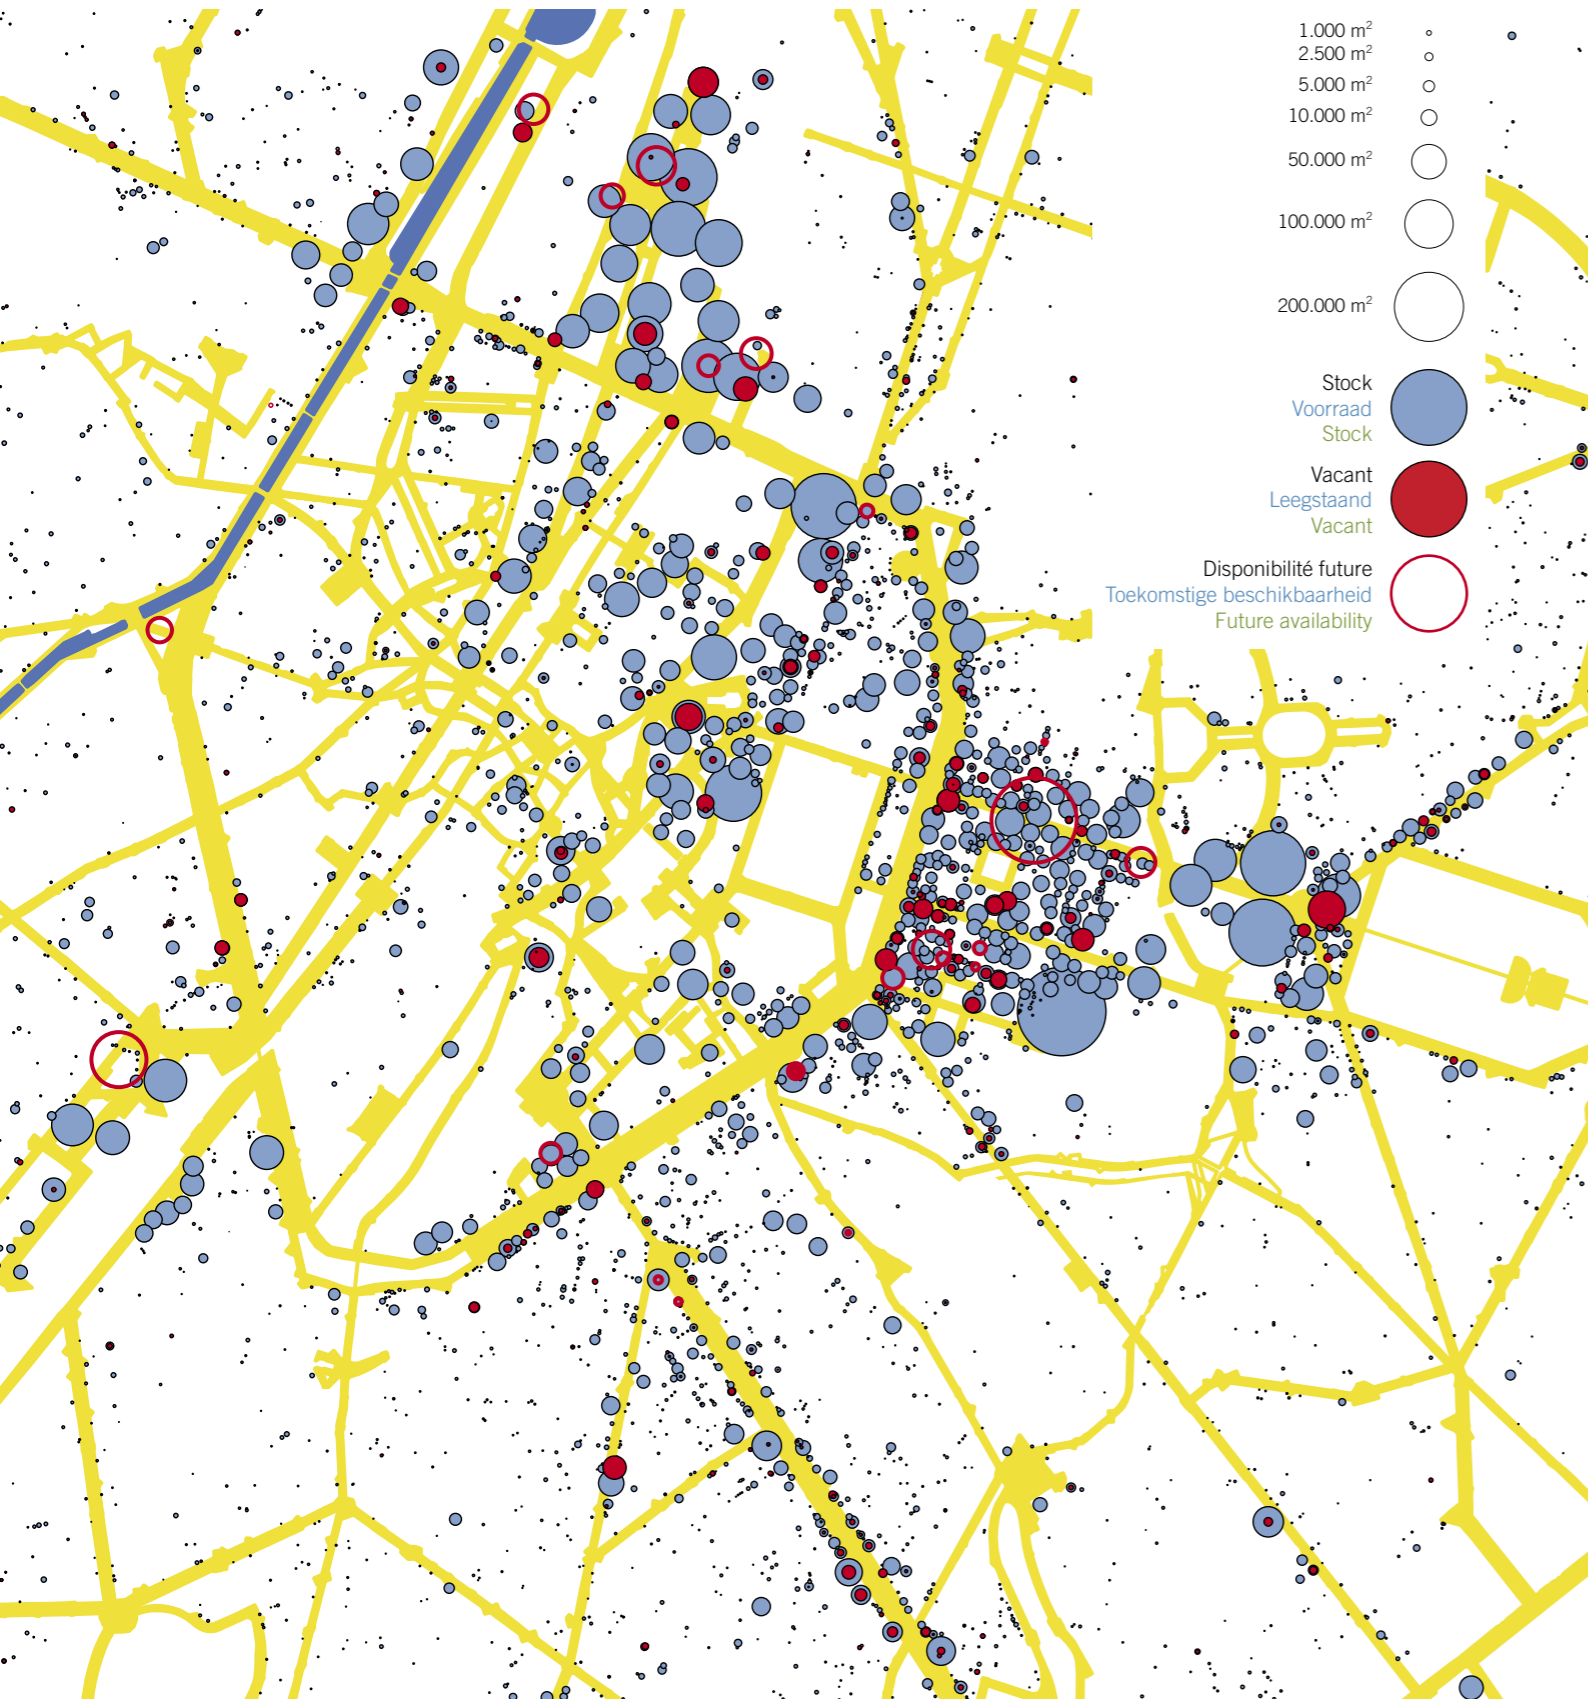 1.000 m²
2.500 m²
5.000 m²
10.000 m²
50.000 m²
100.000 m²
200.000 m²
Stock
Voorraad
Stock
Vacant
Leegstaand
Vacant
Disponibilité future
Toekomstige beschikbaarheid
Future availability